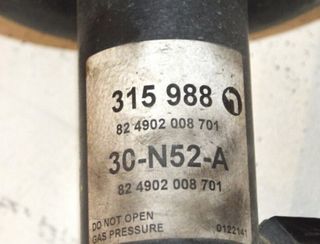 315 988
82 4902 008 701
30-N52-A
82 4902 008 701
DO NOT OPEN
GAS PRESSURE 0122141